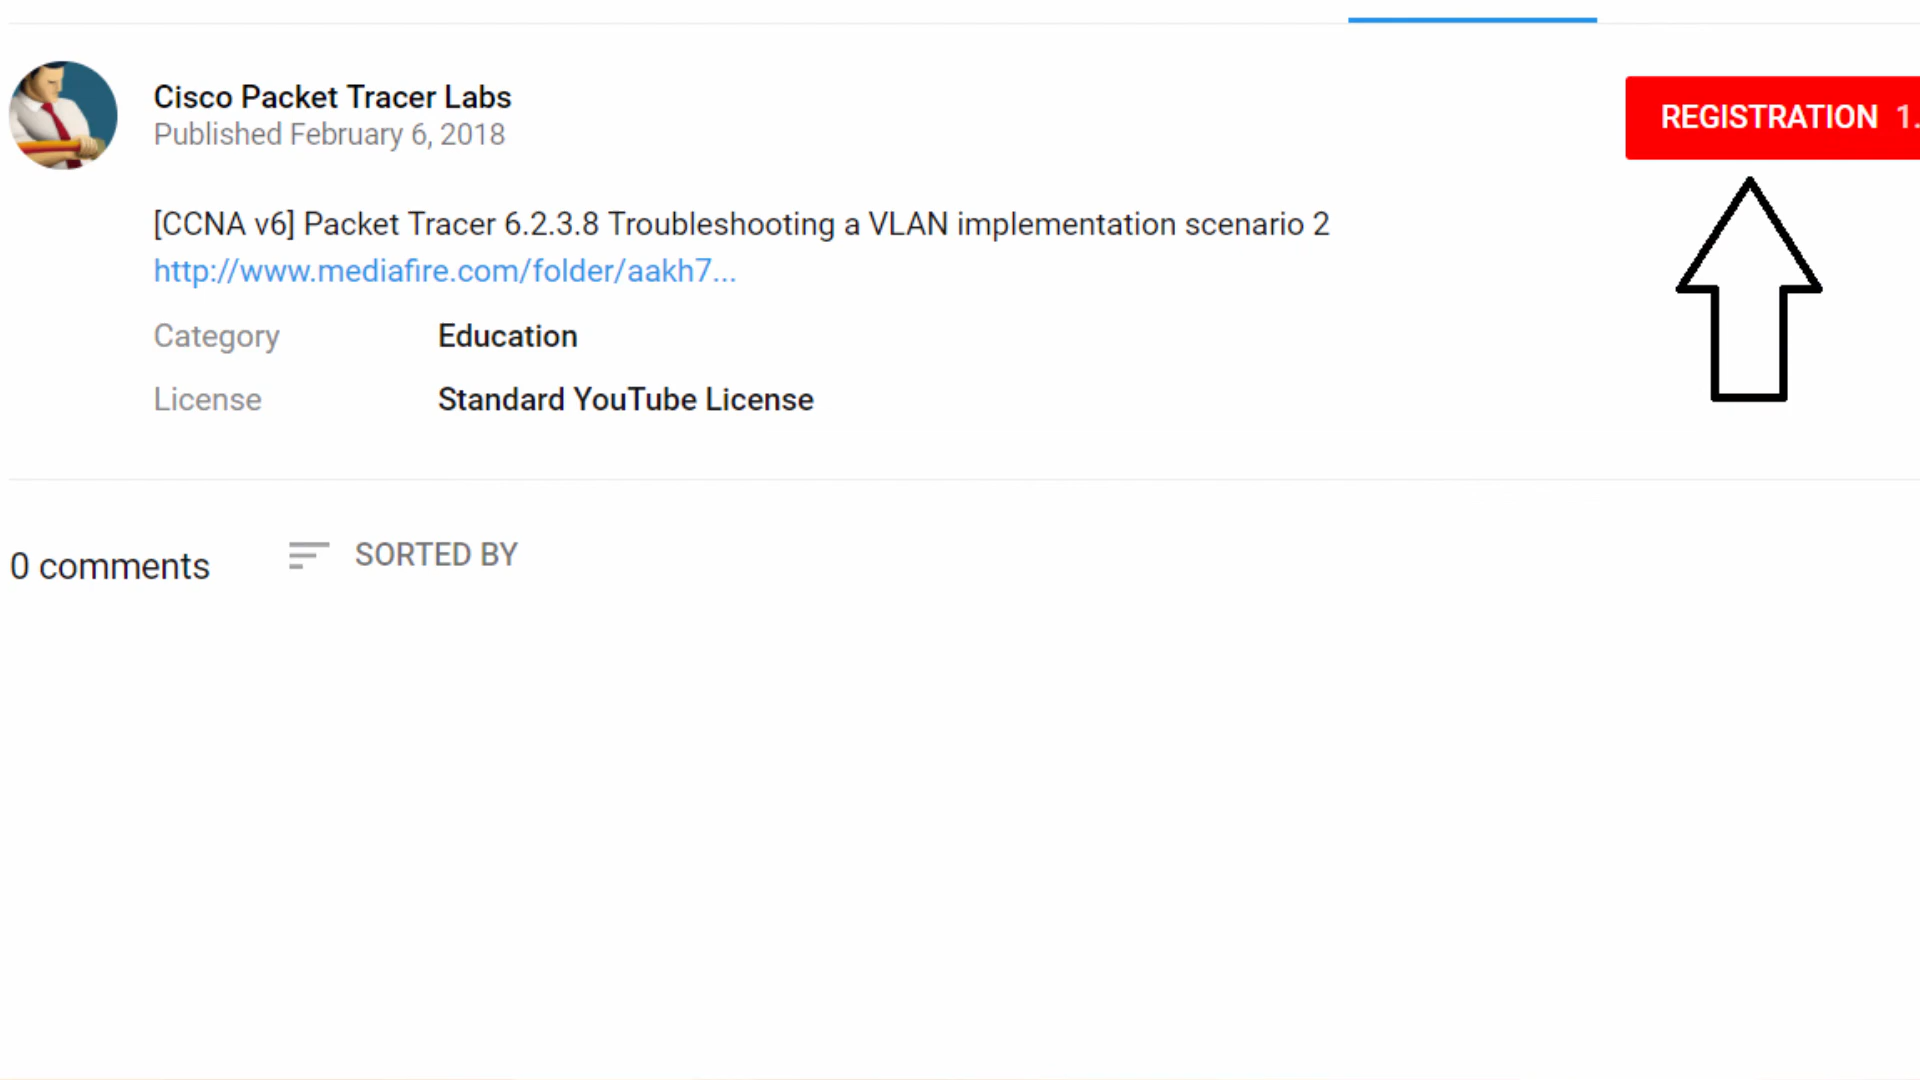 Cisco Packet Tracer Labs
Published February 6, 2018
REGISTRATION 1.
[CCNA v6] Packet Tracer 6.2.3.8 Troubleshooting a VLAN implementation scenario 2
http://www.mediafire.com/folder/aakh7...
Category Education
License Standard YouTube License
0 comments SORTED BY